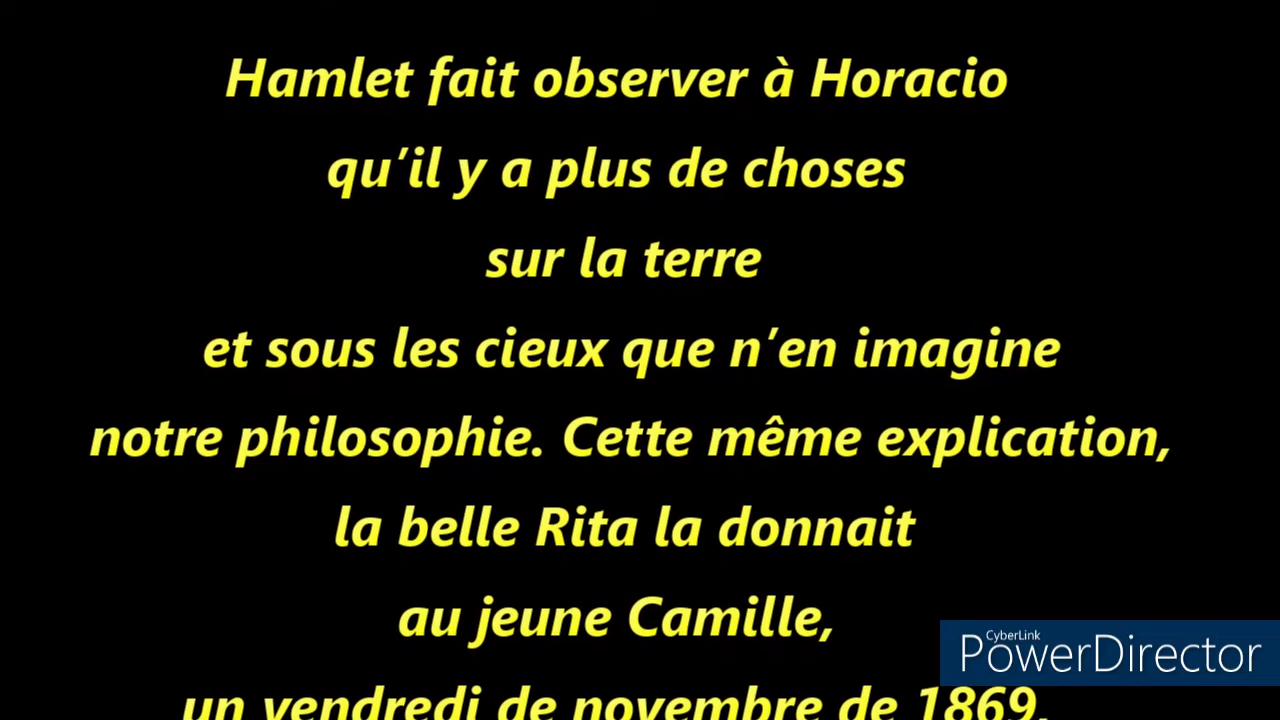 Hamlet fait observer à Horacio
qu’il y a plus de choses
sur la terre
et sous les cieux que n’en imagine
notre philosophie. Cette même explication,
la belle Rita la donnait
au jeune Camille,
CyberLink
PowerDirector
un vendredi de novembre de 1869,